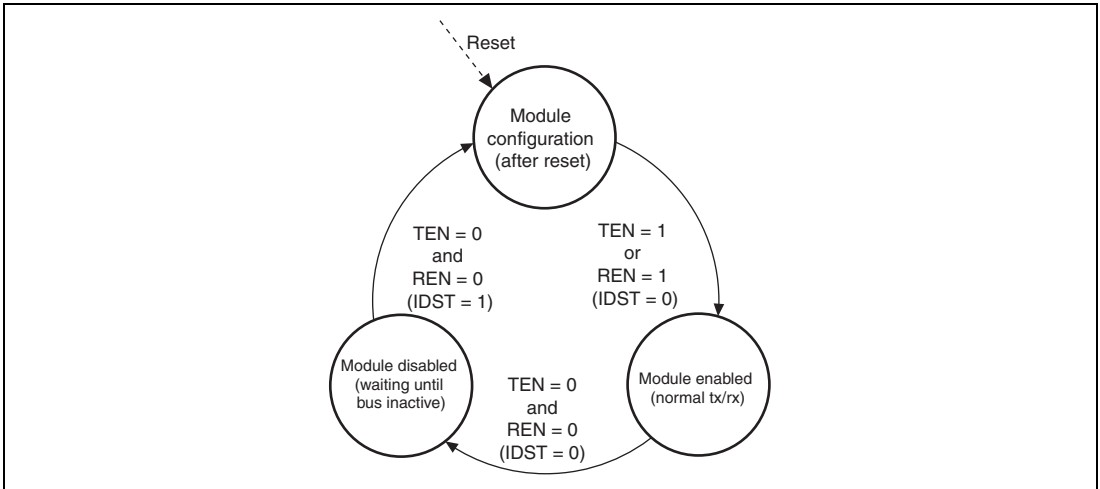 Reset
Module
configuration
(after reset)
TEN = 0
and
REN = 0
(IDST = 1)
TEN = 1
or
REN = 1
(IDST = 0)
Module disabled
(waiting until
bus inactive)
TEN = 0
and
REN = 0
(IDST = 0)
Module enabled
(normal tx/rx)